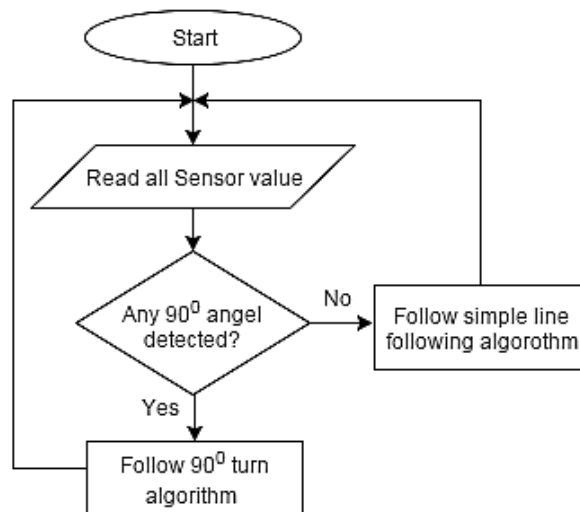 Start
Read all Sensor value
Any 90⁰ angel
detected?
No
Follow simple line
following algorothm
Yes
Follow 90⁰ turn
algorithm